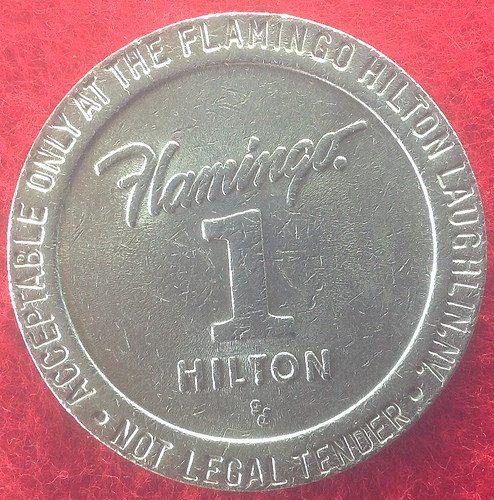 ACCEPTABLE ONLY AT THE FLAMINGO HILTON LAUGHLIN, NV.
Flamingo.
1
HILTON
• NOT LEGAL TENDER •